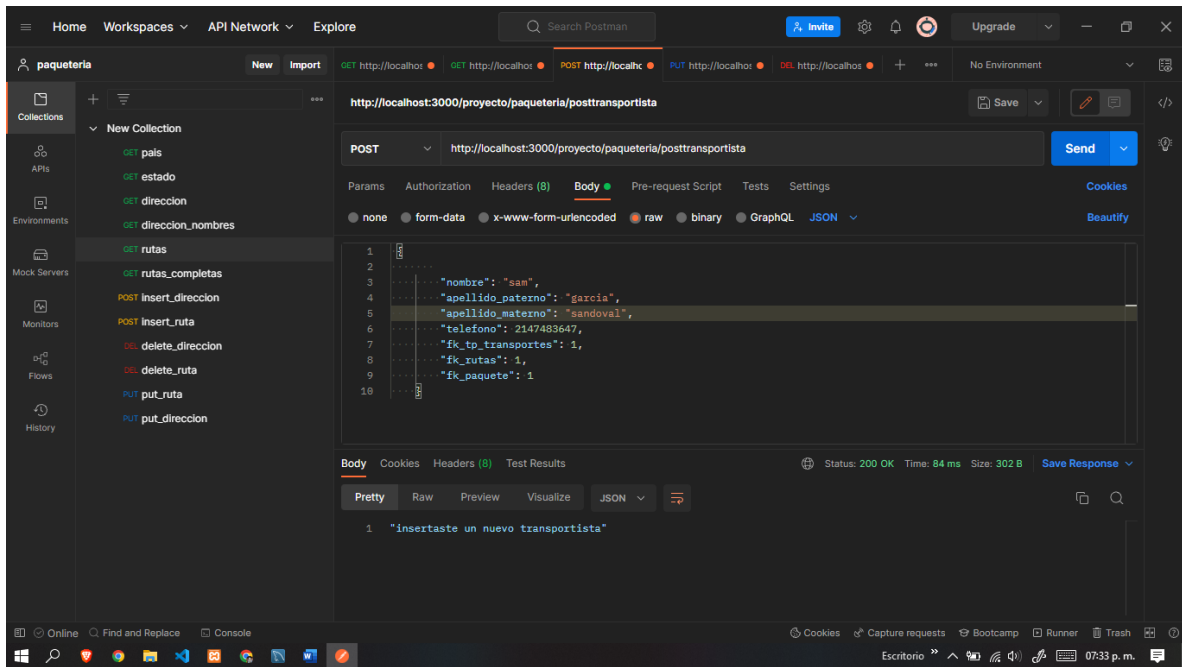 Home Workspaces API Network Explore Search Postman Invite Upgrade
paqueteria New Import GET http://localhos GET http://localhos POST http://localhc PUT http://localhos DEL http://localhos No Environment
Collections
APIs
Environments
Mock Servers
Monitors
Flows
History
New Collection
GET pais
GET estado
GET direccion
GET direccion_nombres
GET rutas
GET rutas_completas
POST insert_direccion
POST insert_ruta
DEL delete_direccion
DEL delete_ruta
PUT put_ruta
PUT put_direccion
http://localhost:3000/proyecto/paqueteria/posttransportista Save
POST http://localhost:3000/proyecto/paqueteria/posttransportista Send
Params Authorization Headers (8) Body Pre-request Script Tests Settings Cookies
none form-data x-www-form-urlencoded raw binary GraphQL JSON Beautify
1 {
2
3 "nombre": "sam",
4 "apellido_paterno": "garcia",
5 "apellido_materno": "sandoval",
6 "telefono": 2147483647,
7 "fk_tp_transportes": 1,
8 "fk_rutas": 1,
9 "fk_paquete": 1
10 }
Body Cookies Headers (8) Test Results Status: 200 OK Time: 84 ms Size: 302 B Save Response
Pretty Raw Preview Visualize JSON
1 "insertaste un nuevo transportista"
Online Find and Replace Console Cookies Capture requests Bootcamp Runner Trash
Escritorio » 07:33 p. m.